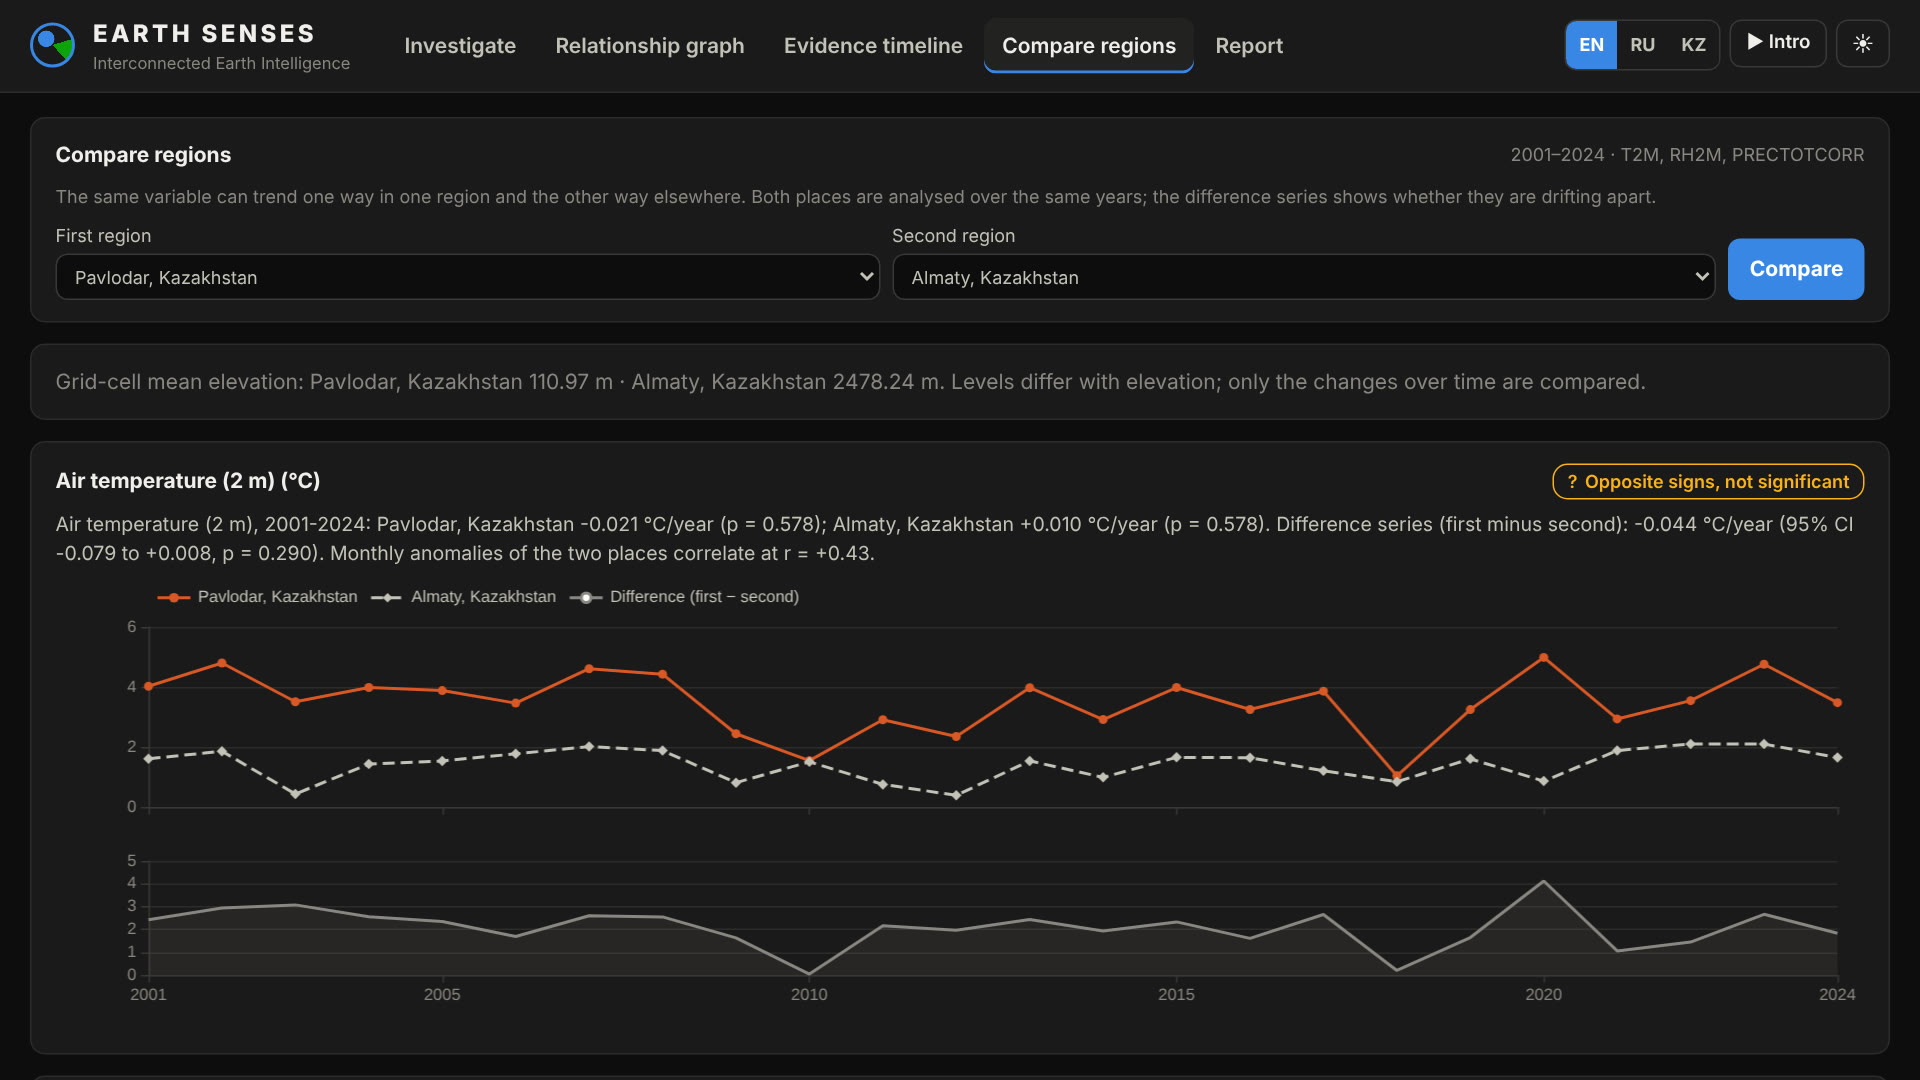 EARTH SENSES
Interconnected Earth Intelligence
Investigate
Relationship graph
Evidence timeline
Compare regions
Report
EN RU KZ
▶ Intro
Compare regions
2001–2024 · T2M, RH2M, PRECTOTCORR
The same variable can trend one way in one region and the other way elsewhere. Both places are analysed over the same years; the difference series shows whether they are drifting apart.
First region
Second region
Pavlodar, Kazakhstan
Almaty, Kazakhstan
Compare
Grid-cell mean elevation: Pavlodar, Kazakhstan 110.97 m · Almaty, Kazakhstan 2478.24 m. Levels differ with elevation; only the changes over time are compared.
Air temperature (2 m) (°C)
? Opposite signs, not significant
Air temperature (2 m), 2001-2024: Pavlodar, Kazakhstan -0.021 °C/year (p = 0.578); Almaty, Kazakhstan +0.010 °C/year (p = 0.578). Difference series (first minus second): -0.044 °C/year (95% CI
-0.079 to +0.008, p = 0.290). Monthly anomalies of the two places correlate at r = +0.43.
Pavlodar, Kazakhstan
Almaty, Kazakhstan
Difference (first − second)
6
4
2
0
5
4
3
2
1
0
2001 2005 2010 2015 2020 2024